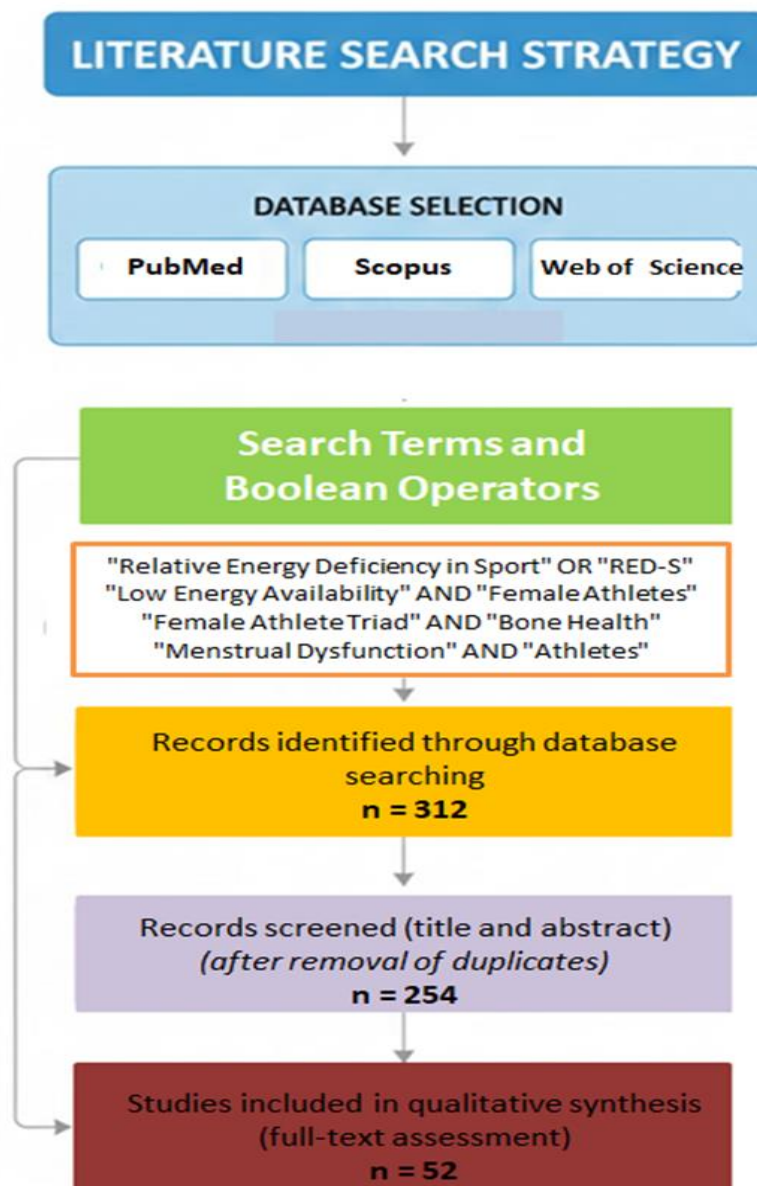 LITERATURE SEARCH STRATEGY
DATABASE SELECTION
PubMed
Scopus
Web of Science
Search Terms and
Boolean Operators
"Relative Energy Deficiency in Sport" OR "RED-S"
"Low Energy Availability" AND "Female Athletes"
"Female Athlete Triad" AND "Bone Health"
"Menstrual Dysfunction" AND "Athletes"
Records identified through database
searching
n = 312
Records screened (title and abstract)
(after removal of duplicates)
n = 254
Studies included in qualitative synthesis
(full-text assessment)
n = 52